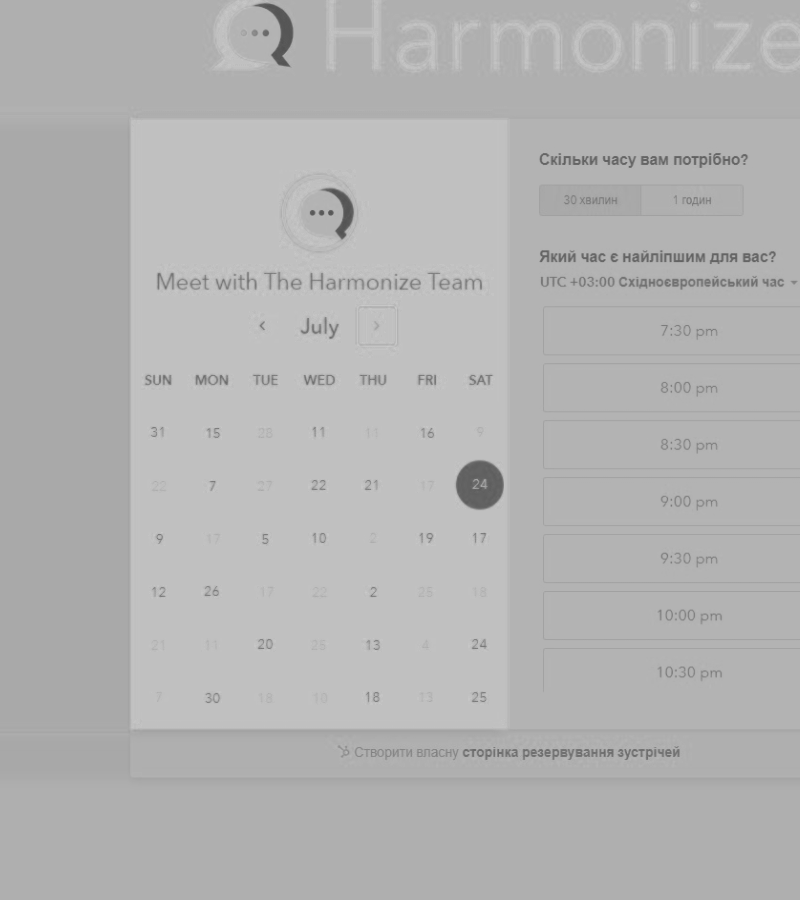 Harmonize
Meet with The Harmonize Team
July
SUN MON TUE WED THU FRI SAT
31 15 28 11 11 16 9
22 7 27 22 21 17 24
9 17 5 10 2 19 17
12 26 17 22 2 25 18
21 11 20 25 13 4 24
7 30 18 10 18 13 25
Скільки часу вам потрібно?
30 хвилин 1 годин
Який час є найліпшим для вас?
UTC +03:00 Східноєвропейський час
7:30 pm
8:00 pm
8:30 pm
9:00 pm
9:30 pm
10:00 pm
10:30 pm
Створити власну сторінка резервування зустрічей